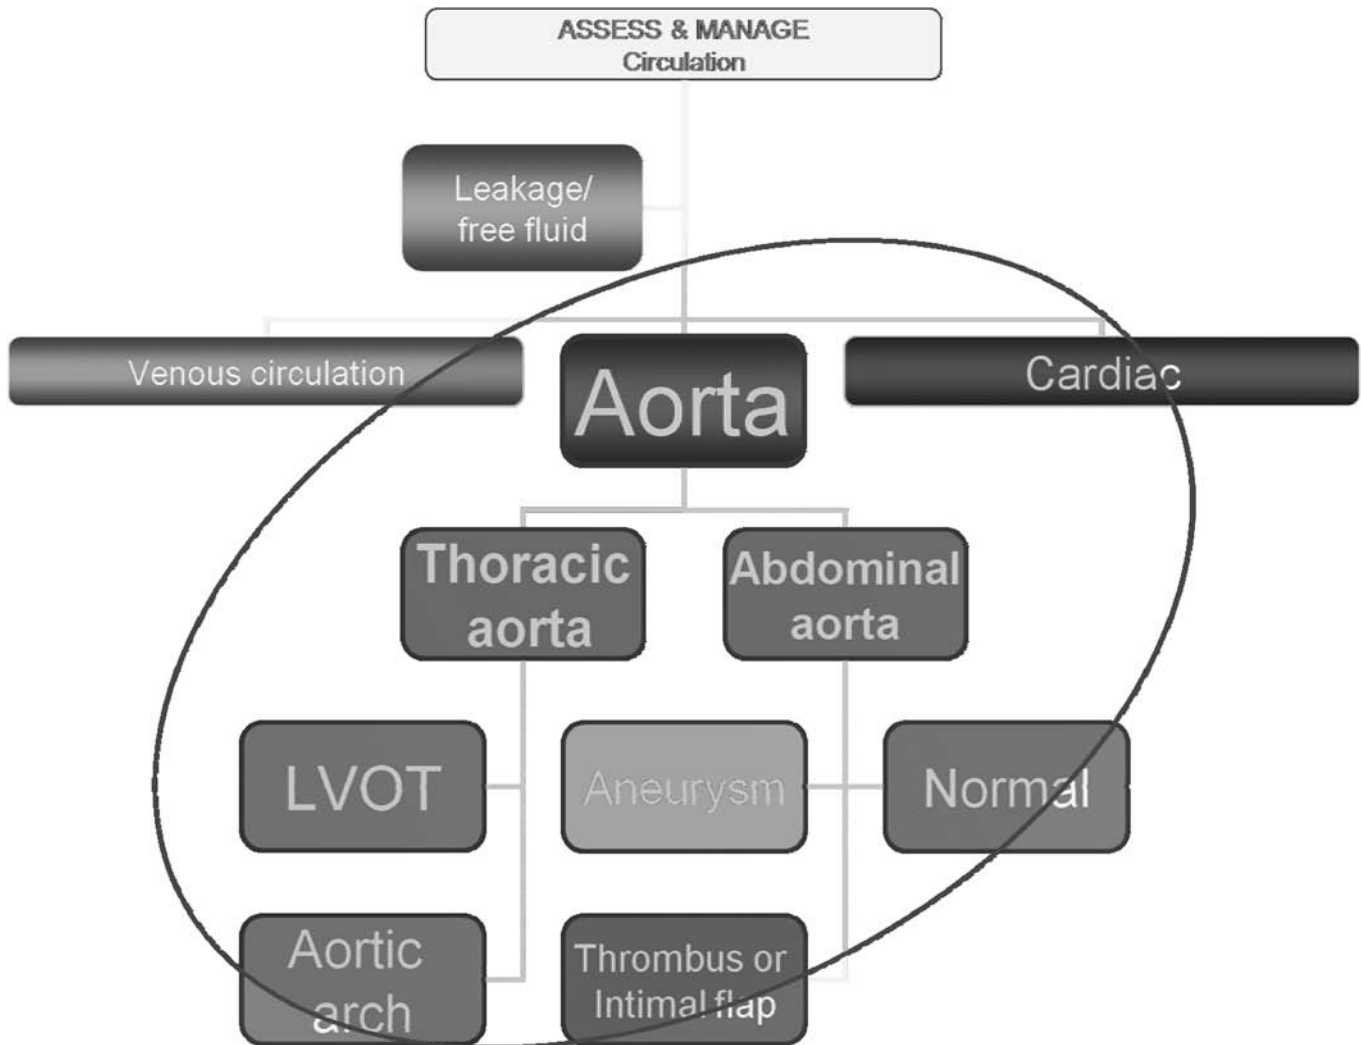 ASSESS & MANAGE
Circulation
Leakage/
free fluid
Venous circulation
Aorta
Cardiac
Thoracic
aorta
Abdominal
aorta
LVOT
Aneurysm
Normal
Aortic
arch
Thrombus or
Intimal flap